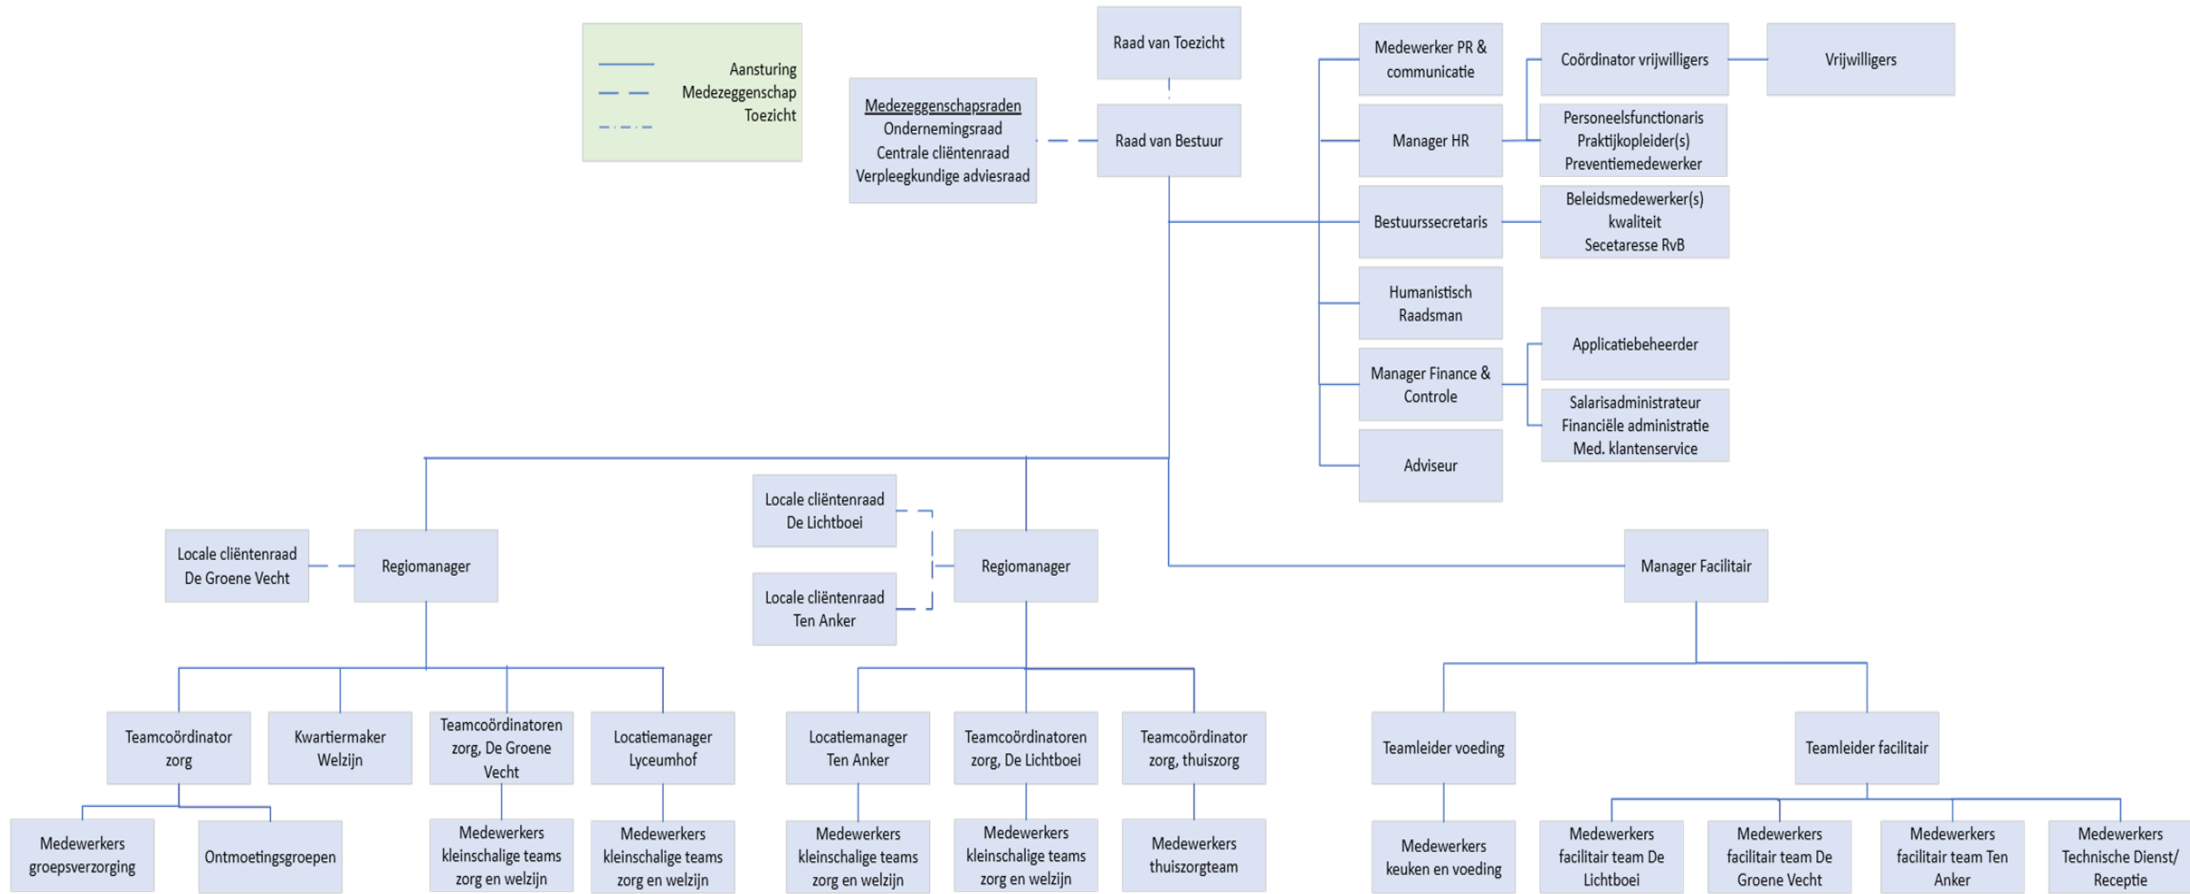 Aansturing
Medezeggenschap
Toezicht
Raad van Toezicht
Medezeggenschapsraden
Ondernemingsraad
Centrale cliëntenraad
Verpleegkundige adviesraad
Raad van Bestuur
Medewerker PR &
communicatie
Coördinator vrijwilligers
Vrijwilligers
Manager HR
Personeelsfunctionaris
Praktijkopleider(s)
Preventiemedewerker
Bestuurssecretaris
Beleidsmedewerker(s)
kwaliteit
Secetaresse RvB
Humanistisch
Raadsman
Manager Finance &
Controle
Applicatiebeheerder
Salarisadministrateur
Financiële administratie
Med. klantenservice
Adviseur
Locale cliëntenraad
De Groene Vecht
Regiomanager
Locale cliëntenraad
De Lichtboei
Locale cliëntenraad
Ten Anker
Regiomanager
Manager Facilitair
Teamcoördinator
zorg
Kwartiermaker
Welzijn
Teamcoördinatoren
zorg, De Groene
Vecht
Locatiemanager
Lyceumhof
Locatiemanager
Ten Anker
Teamcoördinatoren
zorg, De Lichtboei
Teamcoördinator
zorg, thuiszorg
Teamleider voeding
Teamleider facilitair
Medewerkers
groepsverzorging
Ontmoetingsgroepen
Medewerkers
kleinschalige teams
zorg en welzijn
Medewerkers
kleinschalige teams
zorg en welzijn
Medewerkers
kleinschalige teams
zorg en welzijn
Medewerkers
kleinschalige teams
zorg en welzijn
Medewerkers
thuiszorgteam
Medewerkers
keuken en voeding
Medewerkers
facilitair team De
Lichtboei
Medewerkers
facilitair team De
Groene Vecht
Medewerkers
facilitair team Ten
Anker
Medewerkers
Technische Dienst/
Receptie